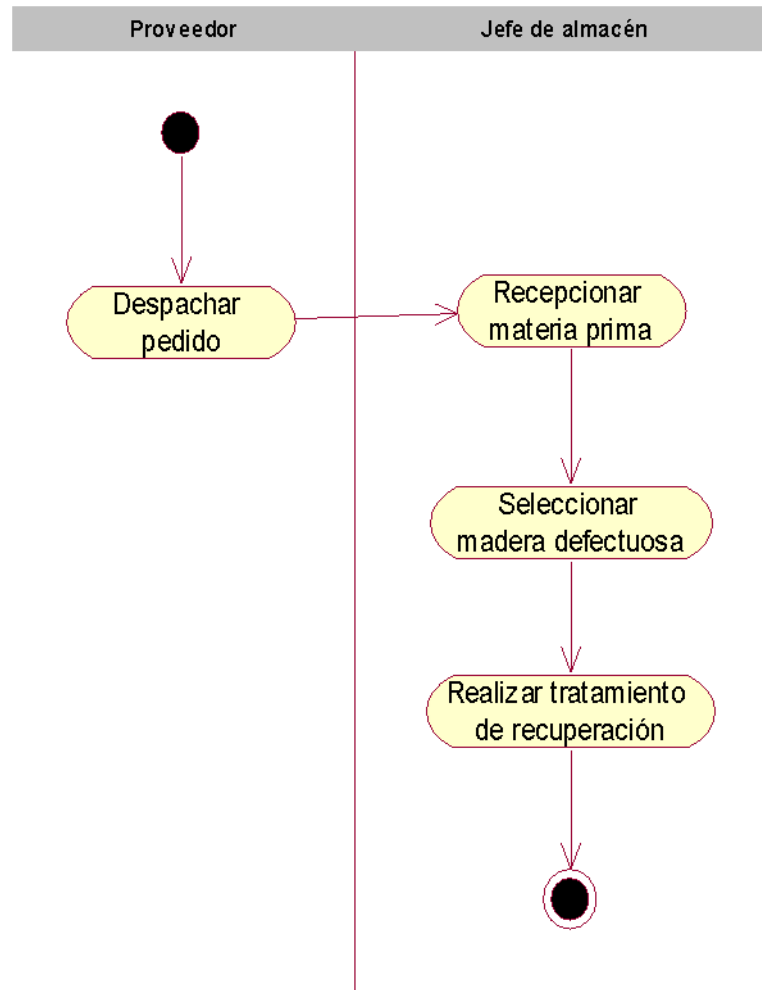 Proveedor
Jefe de almacén
Despachar
pedido
Recepcionar
materia prima
Seleccionar
madera defectuosa
Realizar tratamiento
de recuperación